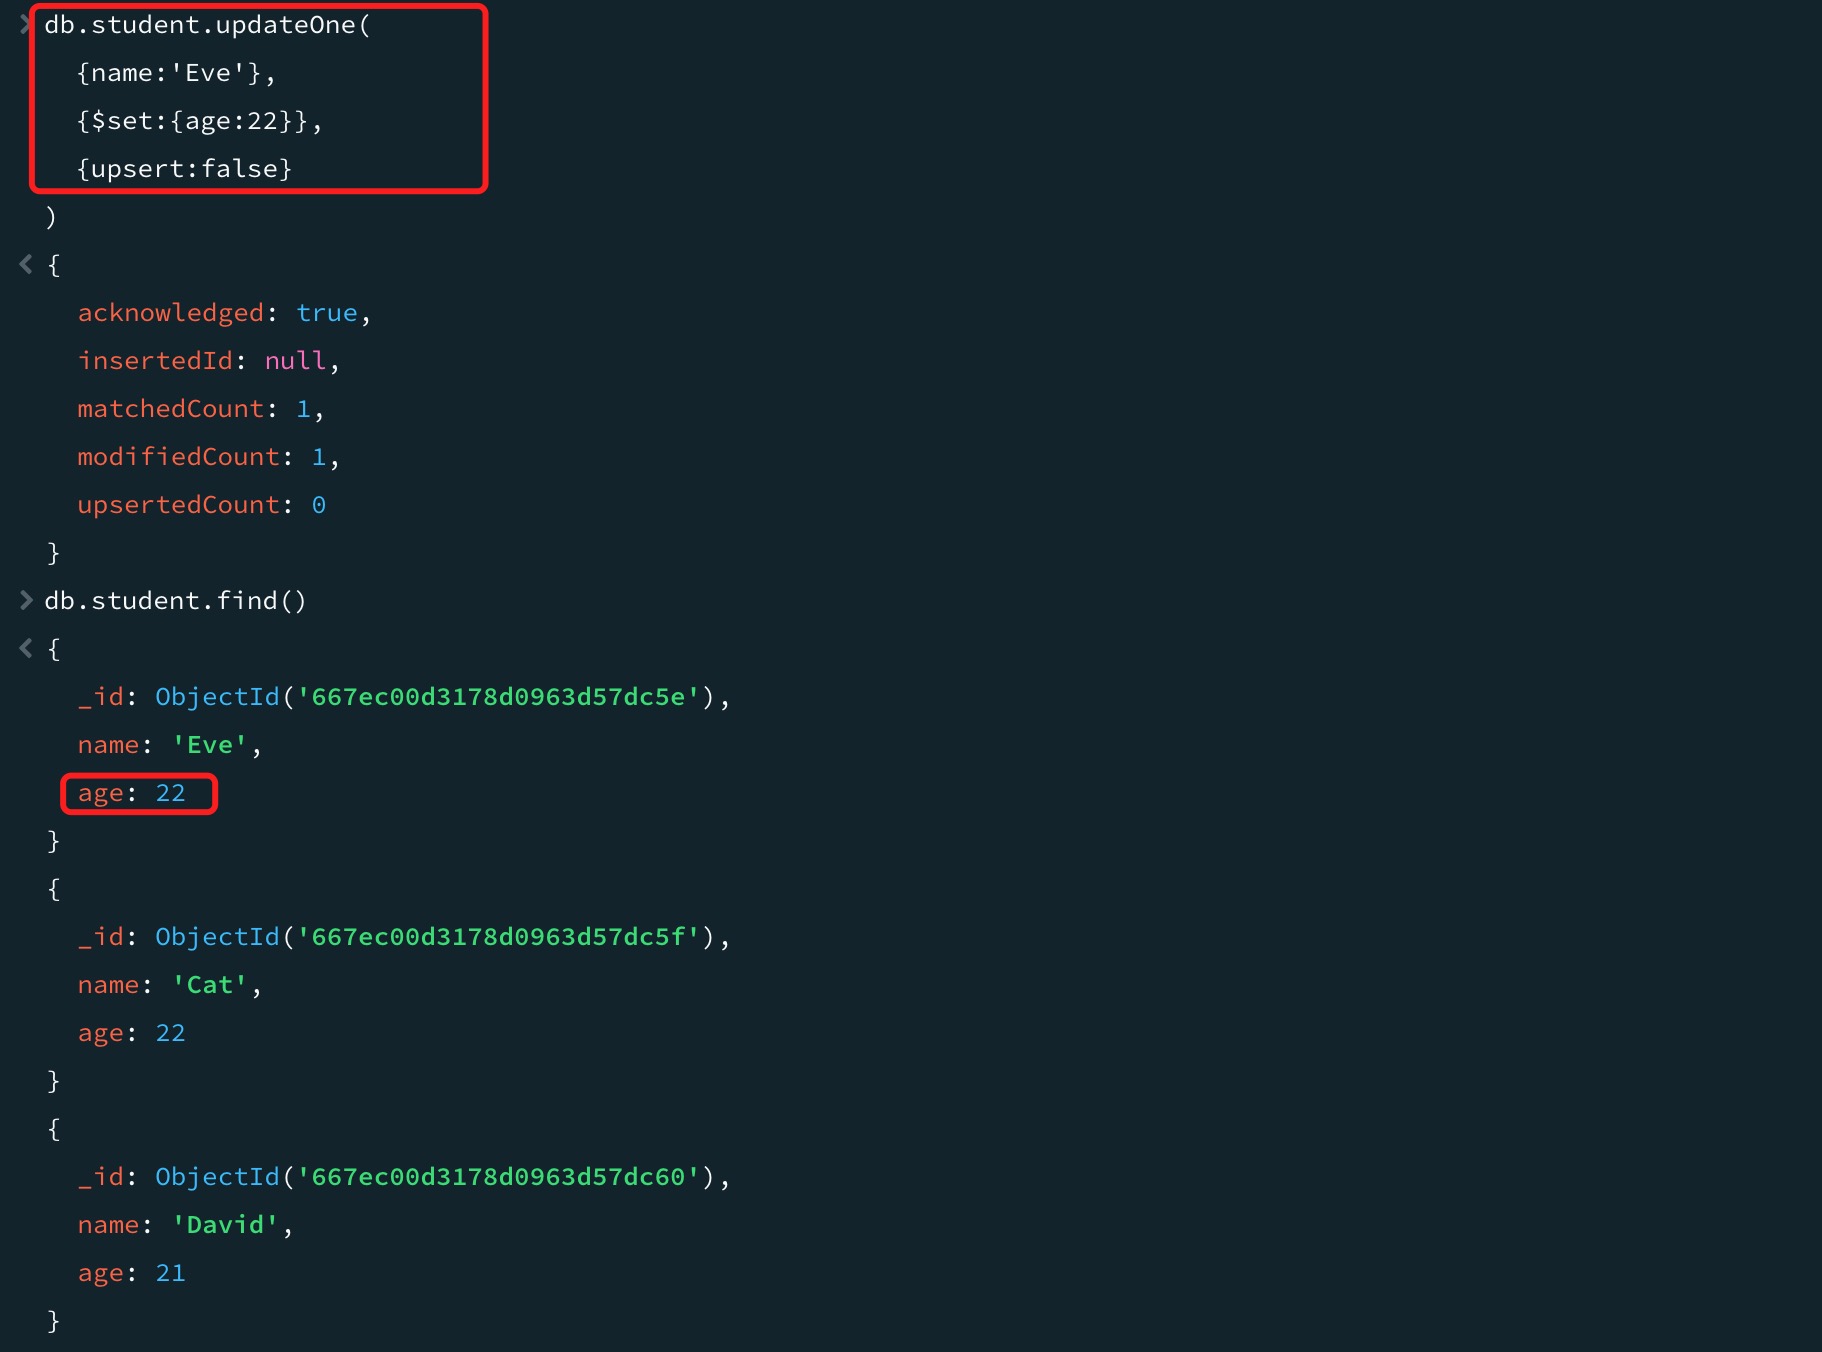 db.student.updateOne(
{name:'Eve'},
{$set:{age:22}},
{upsert:false}
)
{
acknowledged: true,
insertedId: null,
matchedCount: 1,
modifiedCount: 1,
upsertedCount: 0
}
db.student.find()
{
_id: ObjectId('667ec00d3178d0963d57dc5e'),
name: 'Eve',
age: 22
}
{
_id: ObjectId('667ec00d3178d0963d57dc5f'),
name: 'Cat',
age: 22
}
{
_id: ObjectId('667ec00d3178d0963d57dc60'),
name: 'David',
age: 21
}